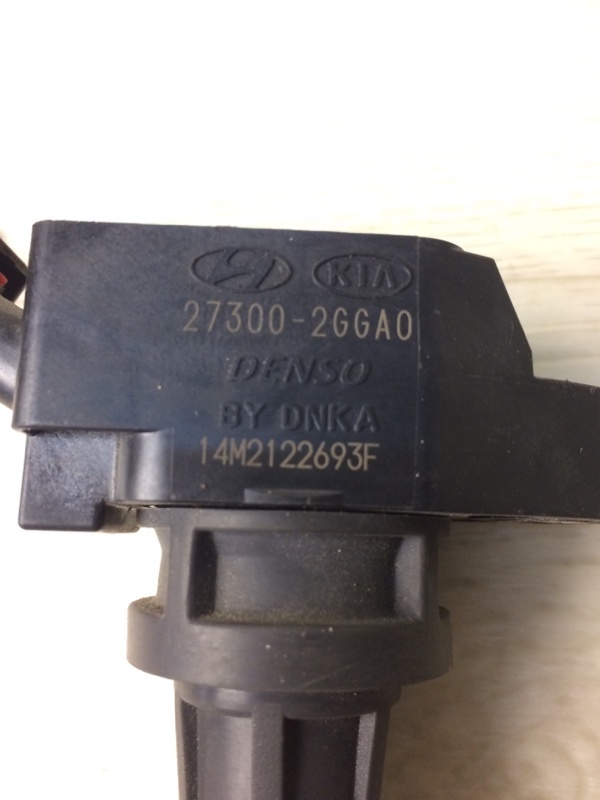 KIA
27300-2GGA0
DENSO
BY DNKA
14M2122693F